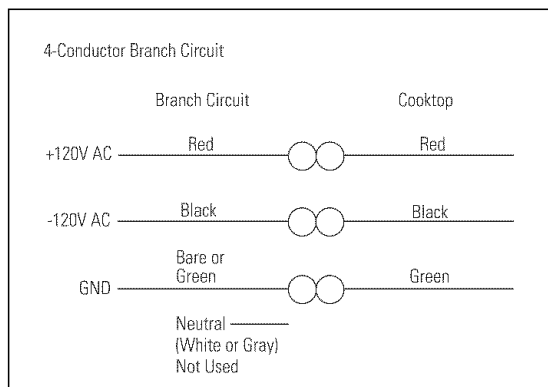 4-Conductor Branch Circuit
Branch Circuit Cooktop
+120V AC Red Red
-120V AC Black Black
Bare or
Green
GND Green
Neutral
(White or Gray)
Not Used